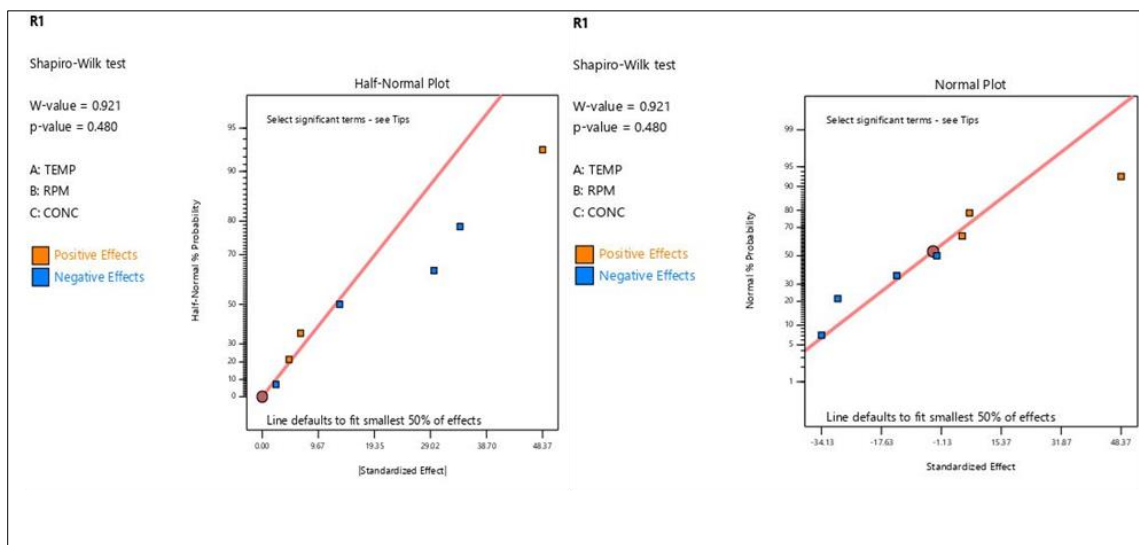 R1
Shapiro-Wilk test
W-value = 0.921
p-value = 0.480
A: TEMP
B: RPM
C: CONC
Positive Effects
Negative Effects
Half-Normal Plot
Select significant terms - see Tips
Half-Normal % Probability
95
90
80
70
50
30
20
10
0
Line defaults to fit smallest 50% of effects
0.00 9.67 19.35 29.02 38.70 48.37
|Standardized Effect|
R1
Shapiro-Wilk test
W-value = 0.921
p-value = 0.480
A: TEMP
B: RPM
C: CONC
Positive Effects
Negative Effects
Normal Plot
Select significant terms - see Tips
Normal % Probability
99
95
90
80
70
50
30
20
10
5
1
Line defaults to fit smallest 50% of effects
-34.13 -17.63 -1.13 15.37 31.87 48.37
Standardized Effect